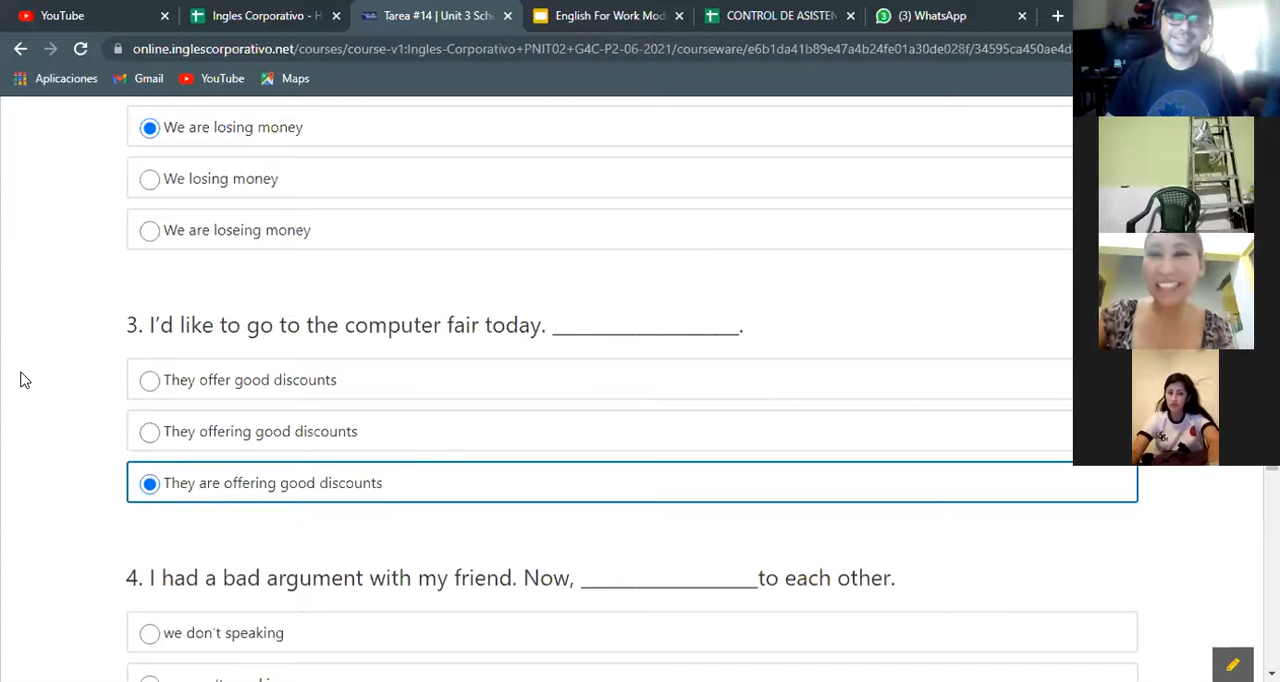 YouTube
Ingles Corporativo - H
Tarea #14 | Unit 3 Sch
English For Work Mod
CONTROL DE ASISTEN
(3) WhatsApp
online.inglescorporativo.net/courses/course-v1:Ingles-Corporativo+PNIT02+G4C-P2-06-2021/courseware/e6b1da41b89e47a4b24fe01a30de028f/34595ca450ae4d4
Aplicaciones
Gmail
YouTube
Maps
We are losing money
We losing money
We are loseing money
3. I’d like to go to the computer fair today. ___________________.
They offer good discounts
They offering good discounts
They are offering good discounts
4. I had a bad argument with my friend. Now, __________________to each other.
we don’t speaking